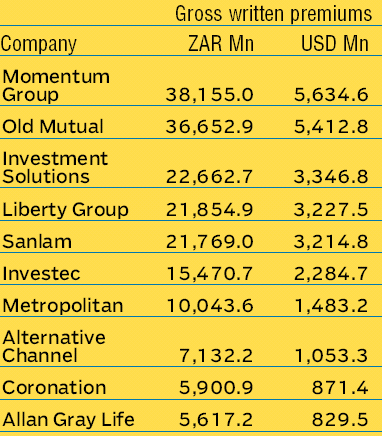 Gross written premiums
Company ZAR Mn USD Mn
Momentum
Group 38,155.0 5,634.6
Old Mutual 36,652.9 5,412.8
Investment
Solutions 22,662.7 3,346.8
Liberty Group 21,854.9 3,227.5
Sanlam 21,769.0 3,214.8
Investec 15,470.7 2,284.7
Metropolitan 10,043.6 1,483.2
Alternative
Channel 7,132.2 1,053.3
Coronation 5,900.9 871.4
Allan Gray Life 5,617.2 829.5